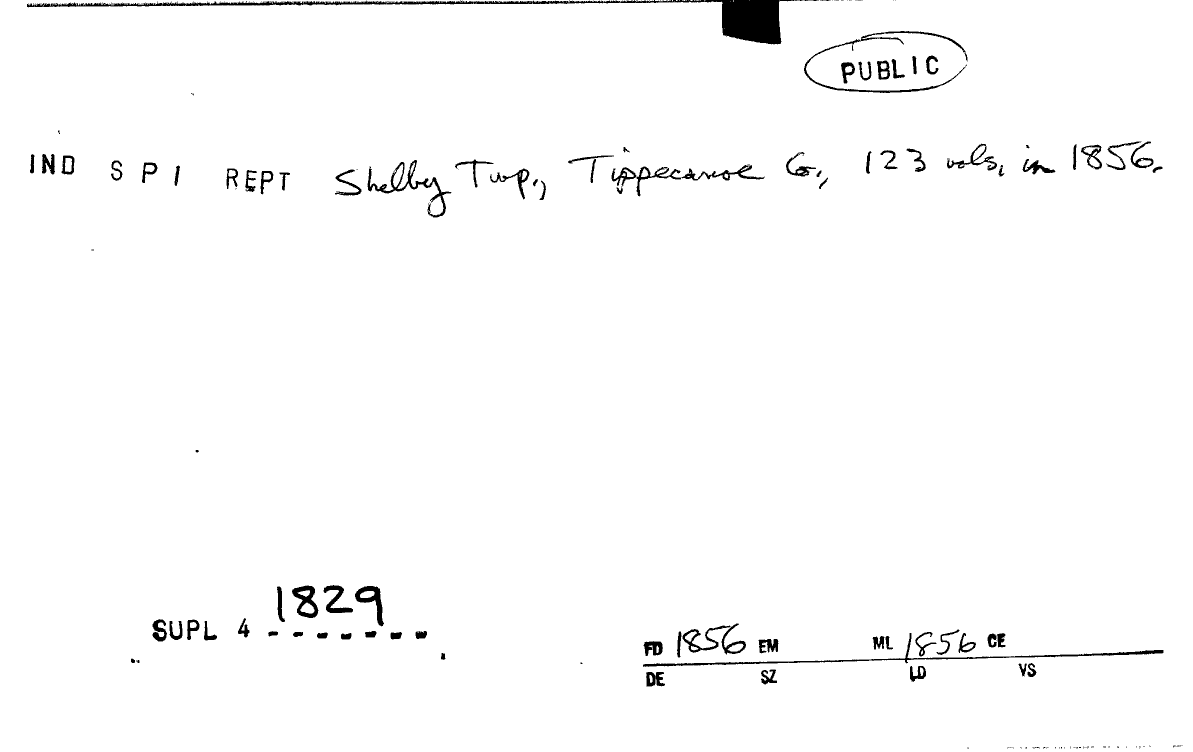 PUBLIC
IND SPI REPT Shelby Twp., Tippecanoe Co., 123 vols, in 1856.
1829
SUPL 4 -------
FD 1856 EM ML 1856 CE
DE SZ LD VS